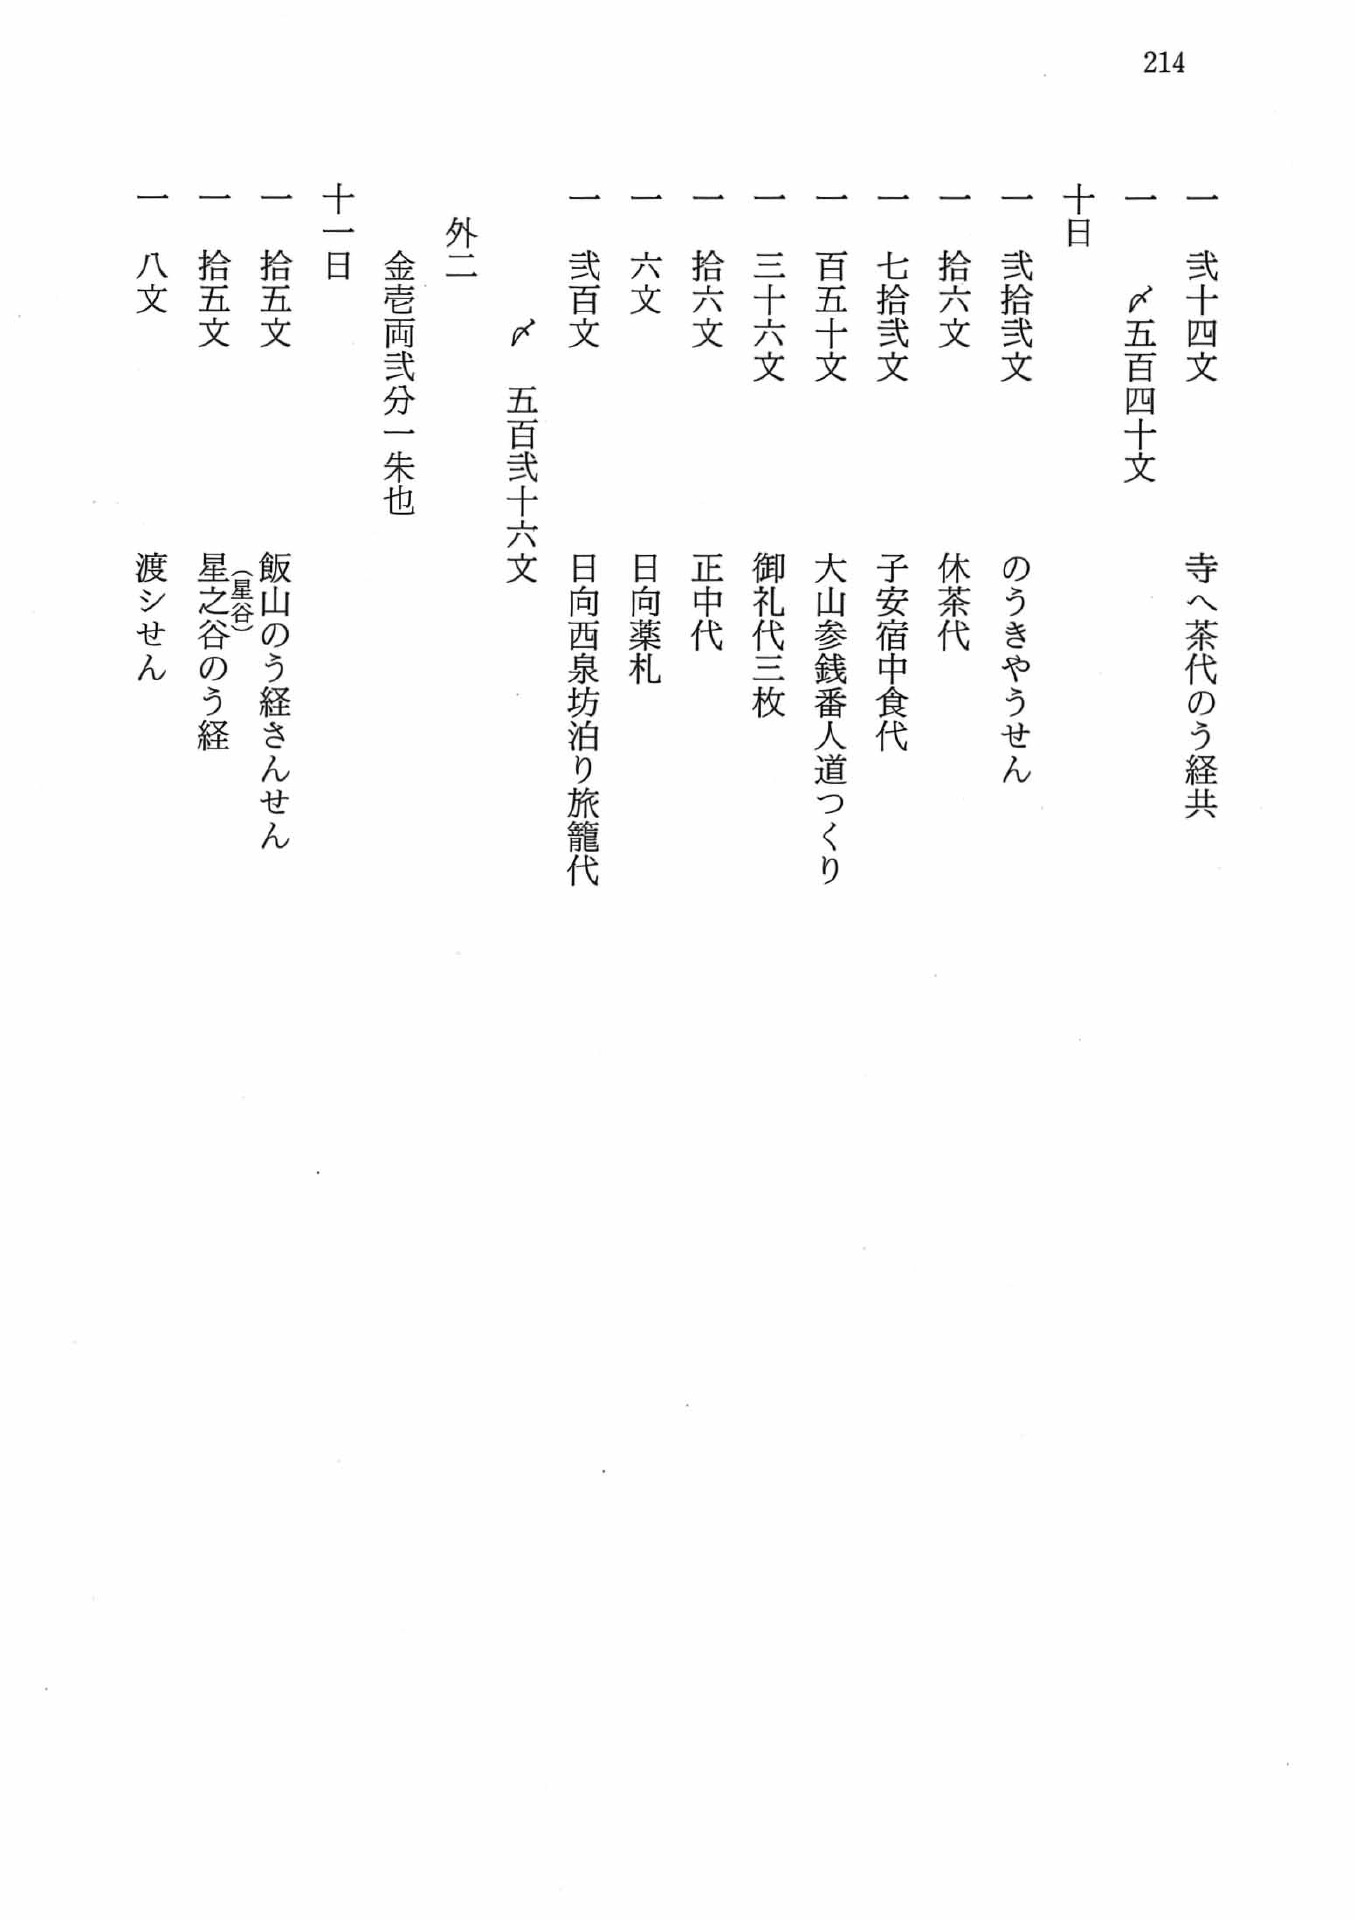 214
一　弐十四文　寺へ茶代のう経共
一　〆五百四十文
十日
一　弐拾弐文　のうきやうせん
一　拾六文　休茶代
一　七拾弐文　子安宿中食代
一　百五十文　大山参銭番人道つくり
一　三十六文　御礼代三枚
一　拾六文　正中代
一　六文　日向薬札
一　弐百文　日向西泉坊泊り旅籠代
〆　五百弐十六文
外二
金壱両弐分一朱也
十一日
一　拾五文　飯山のう経さんせん
（星谷）
一　拾五文　星之谷のう経
一　八文　渡シせん